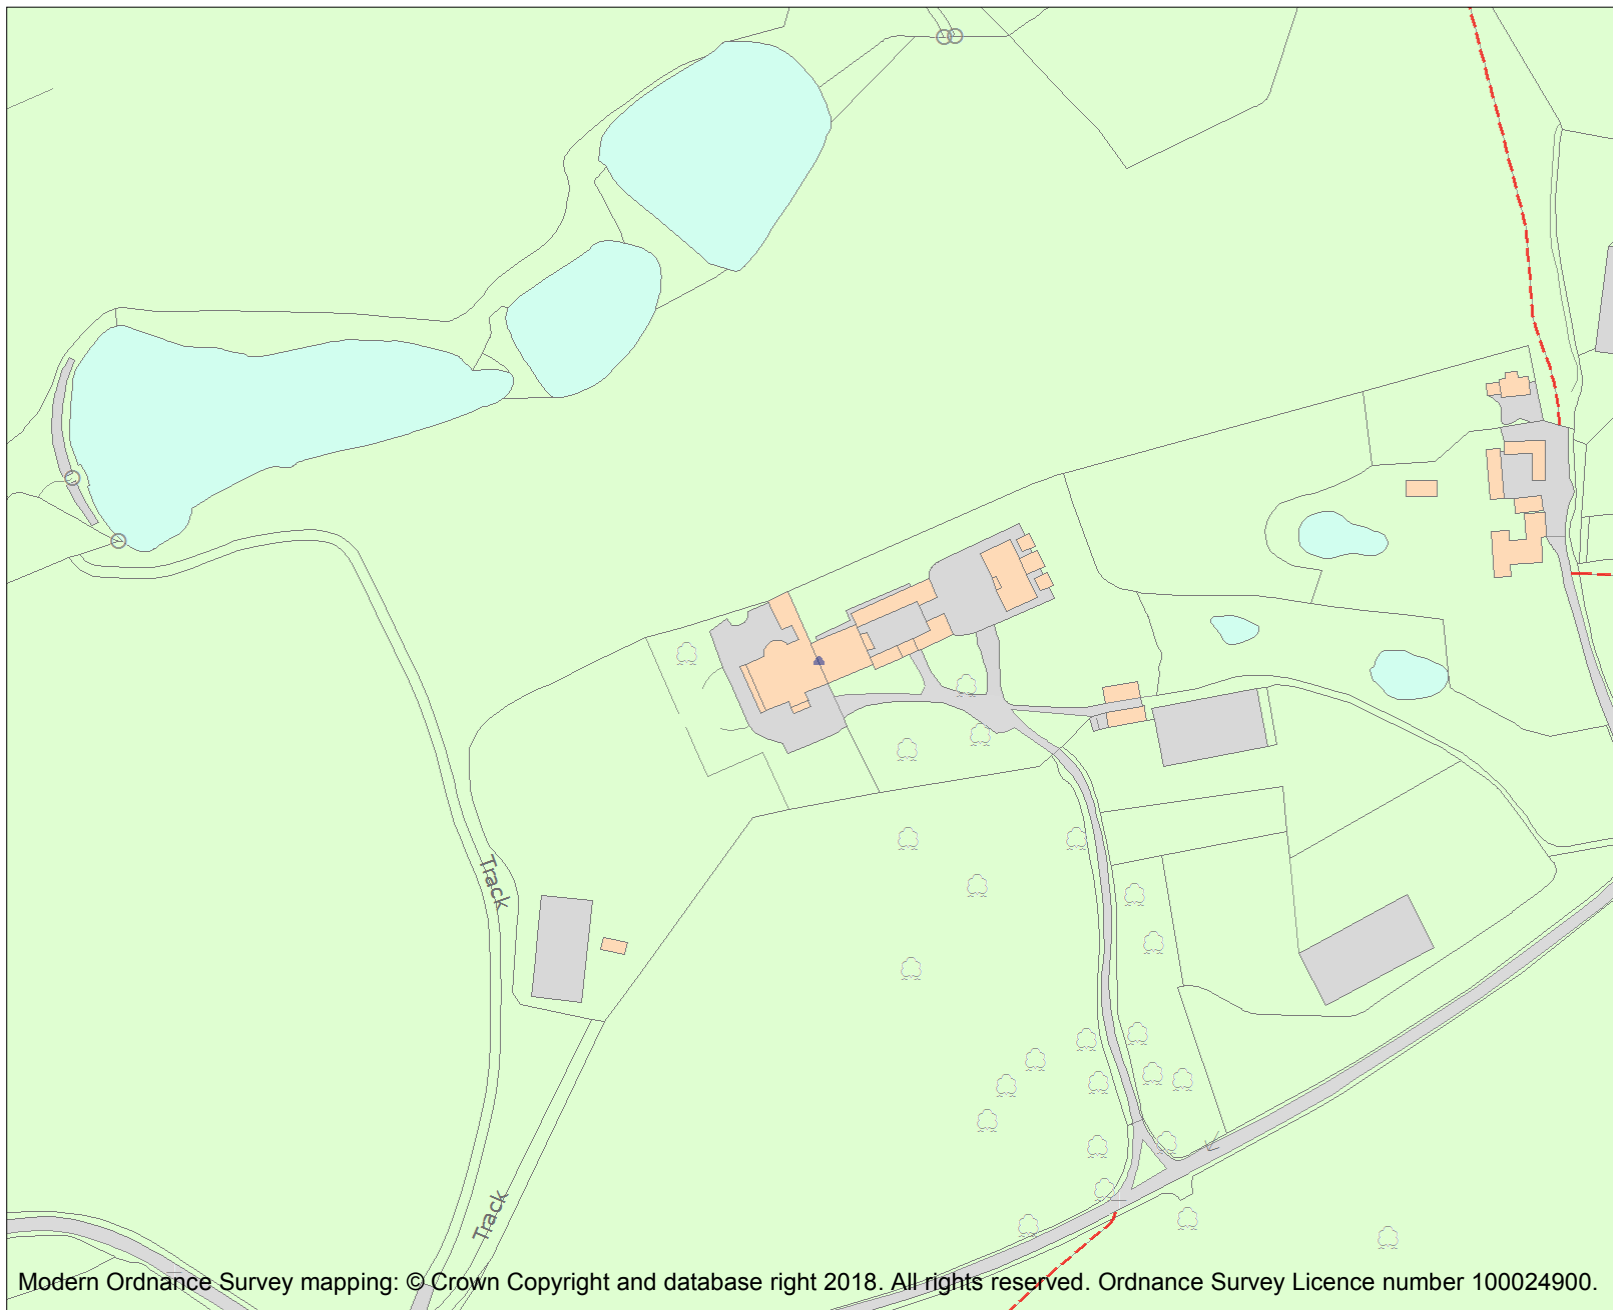 Track
Track
Modern Ordnance Survey mapping: © Crown Copyright and database right 2018. All rights reserved. Ordnance Survey Licence number 100024900.